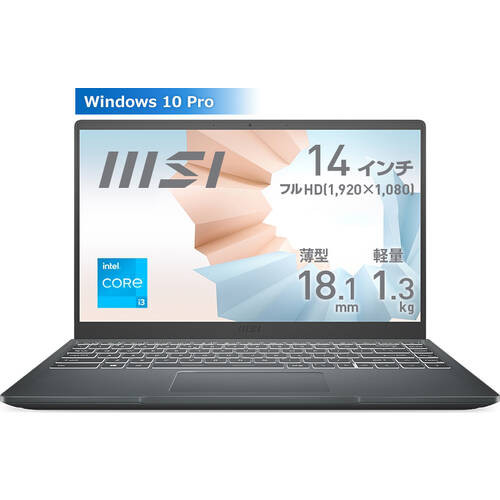 Windows 10 Pro
msi
14 インチ
フルHD(1,920×1,080)
薄型 軽量
18.1 1.3
mm kg
intel
CORE
i3
msi